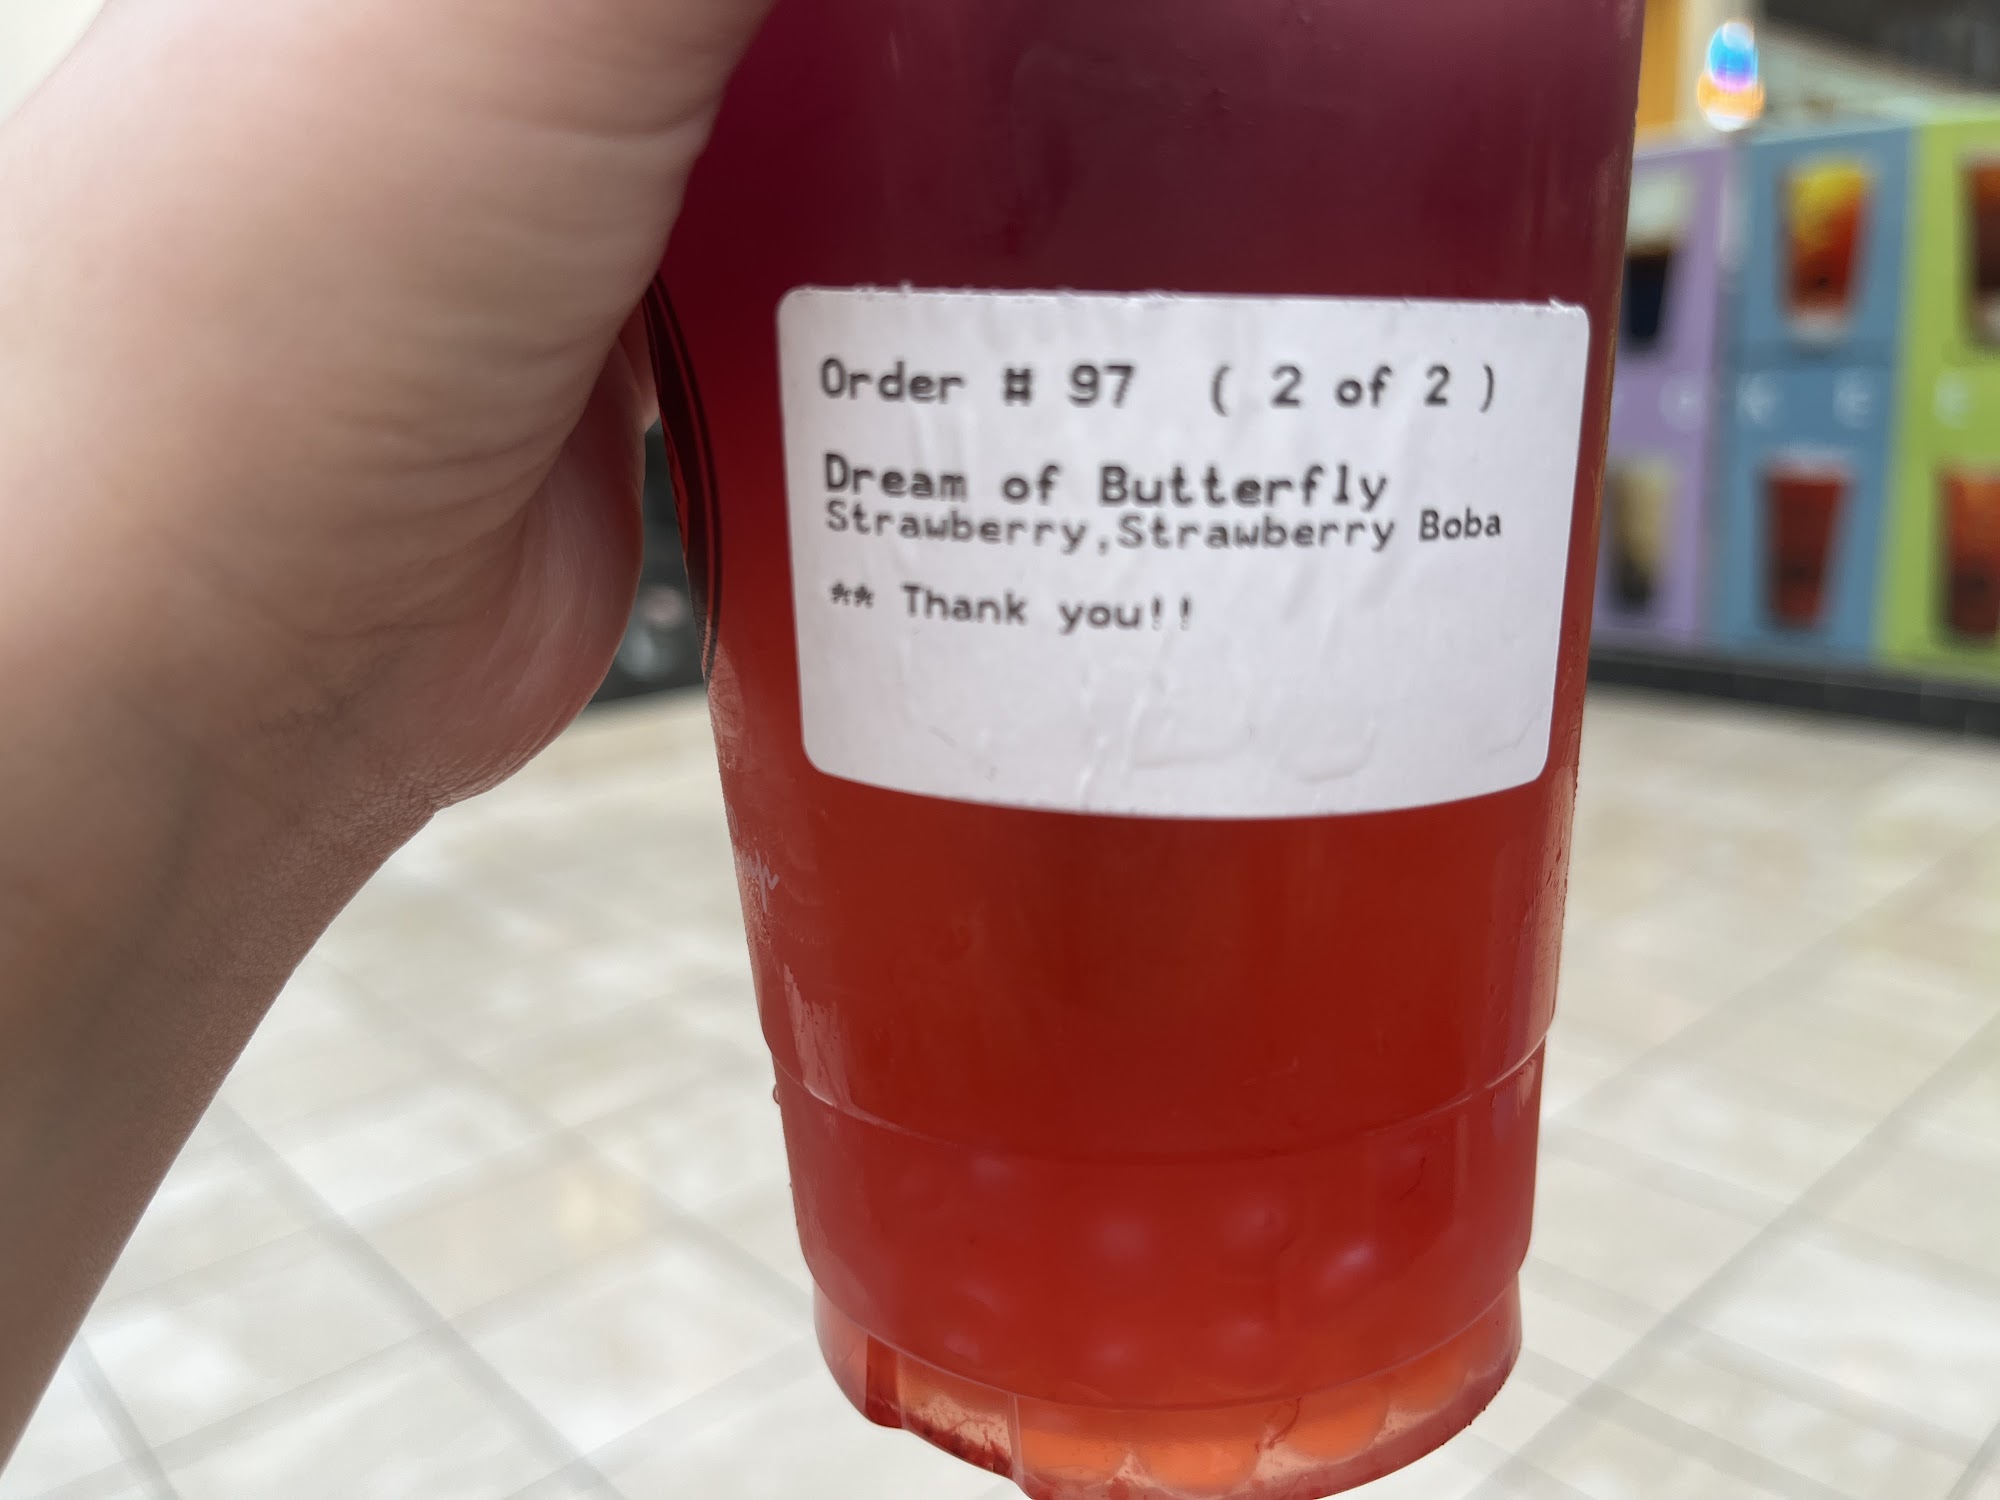 Order # 97 ( 2 of 2 )
Dream of Butterfly
Strawberry,Strawberry Boba
** Thank you!!